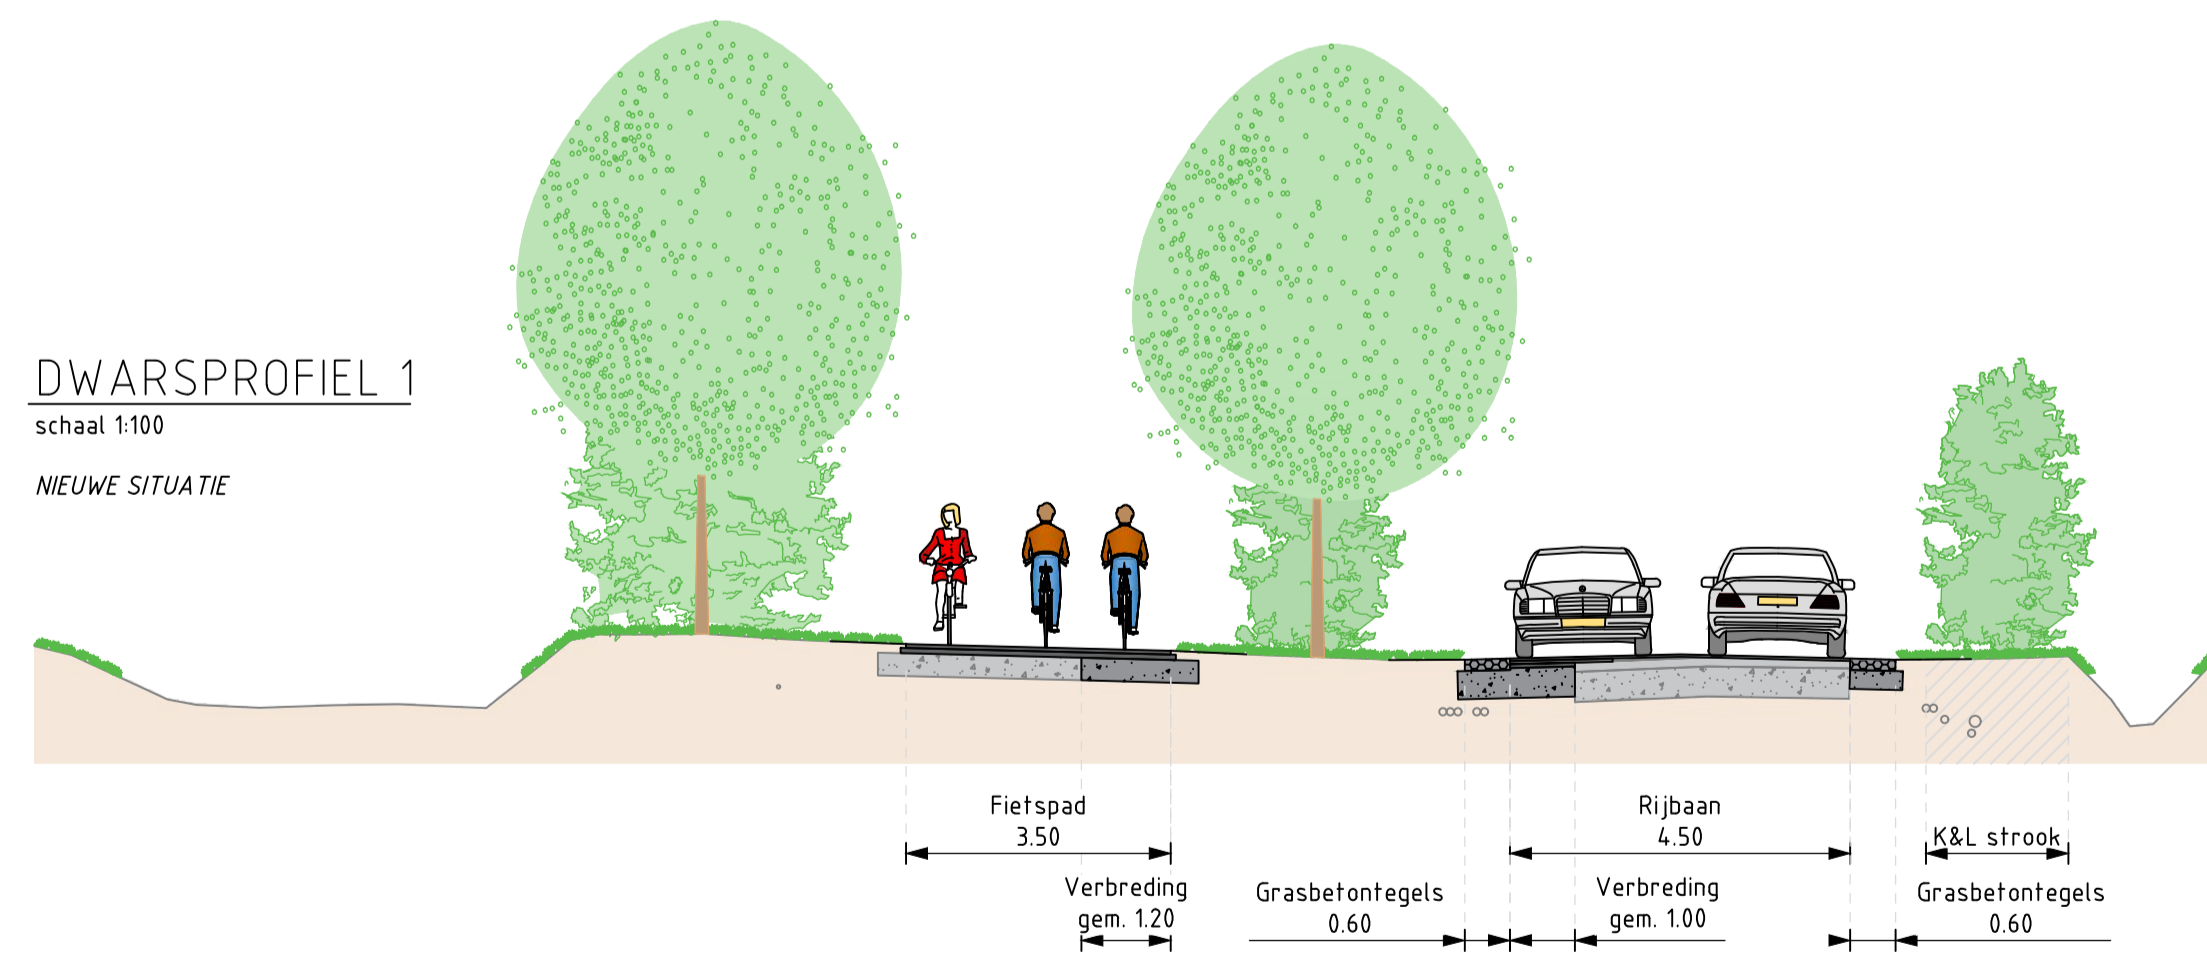 DWARSPROFIEL 1
schaal 1:100
NIEUWE SITUATIE
Fietspad
3.50
Rijbaan
4.50
K&L strook
Verbreding
gem. 1.20
Grasbetontegels
0.60
Verbreding
gem. 1.00
Grasbetontegels
0.60